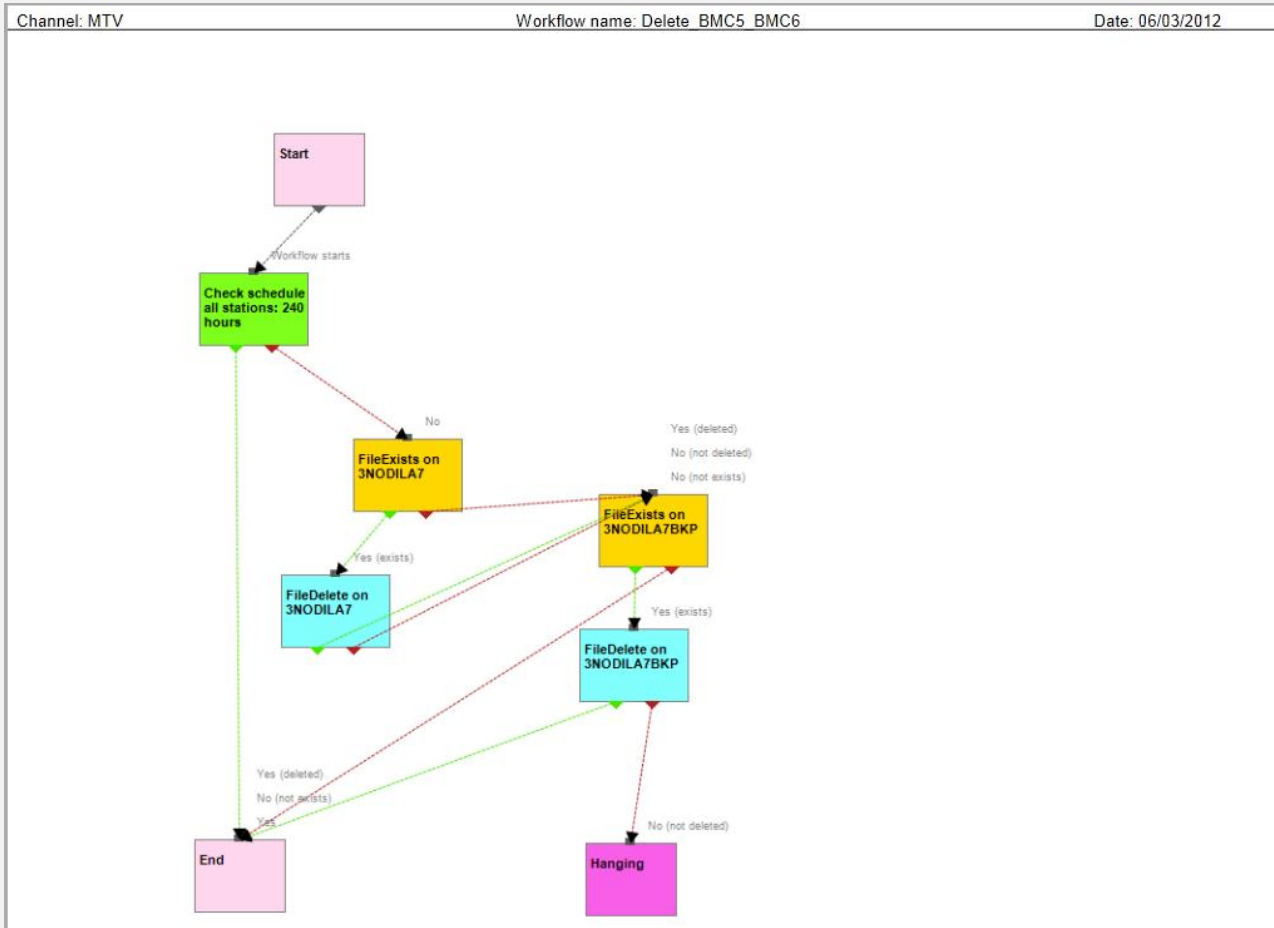 Channel: MTV
Workflow name: Delete_BMC5_BMC6
Date: 06/03/2012
Start
Workflow starts
Check schedule
all stations: 240
hours
No
Yes (deleted)
No (not deleted)
No (not exists)
FileExists on
3NODILA7
FileExists on
3NODILA7BKP
Yes (exists)
FileDelete on
3NODILA7
Yes (exists)
FileDelete on
3NODILA7BKP
Yes (deleted)
No (not exists)
Yes
End
No (not deleted)
Hanging